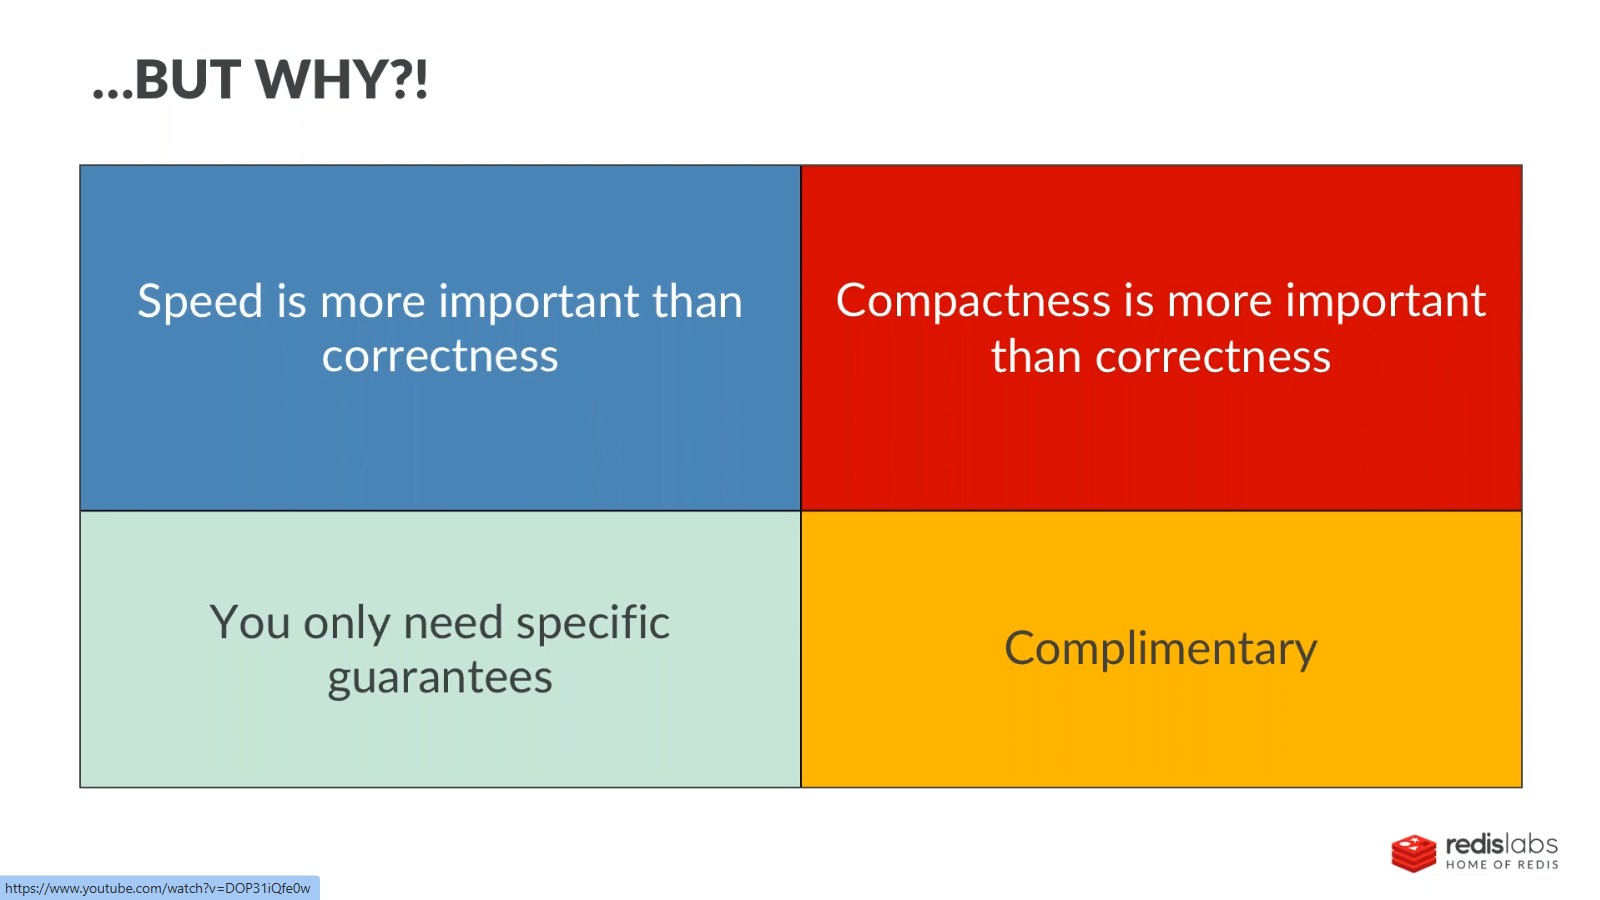 ...BUT WHY?!
Speed is more important than
correctness
Compactness is more important
than correctness
You only need specific
guarantees
Complimentary
redislabs
HOME OF REDIS
https://www.youtube.com/watch?v=DOP31iQfe0w